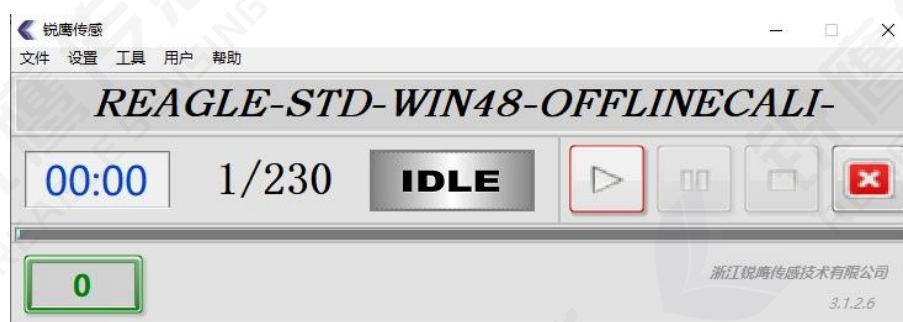 锐鹰传感
文件 设置 工具 用户 帮助
REAGLE-STD-WIN48-OFFLINECALI-
00:00 1/230 IDLE
0
浙江锐鹰传感技术有限公司
3.1.2.6